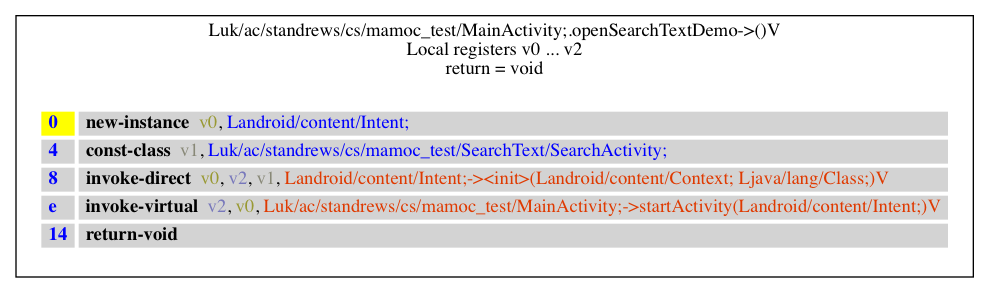 Luk/ac/standrews/cs/mamoc_test/MainActivity;.openSearchTextDemo->()V
Local registers v0 ... v2
return = void
0 new-instance v0, Landroid/content/Intent;
4 const-class v1, Luk/ac/standrews/cs/mamoc_test/SearchText/SearchActivity;
8 invoke-direct v0, v2, v1, Landroid/content/Intent;-><init>(Landroid/content/Context; Ljava/lang/Class;)V
e invoke-virtual v2, v0, Luk/ac/standrews/cs/mamoc_test/MainActivity;->startActivity(Landroid/content/Intent;)V
14 return-void